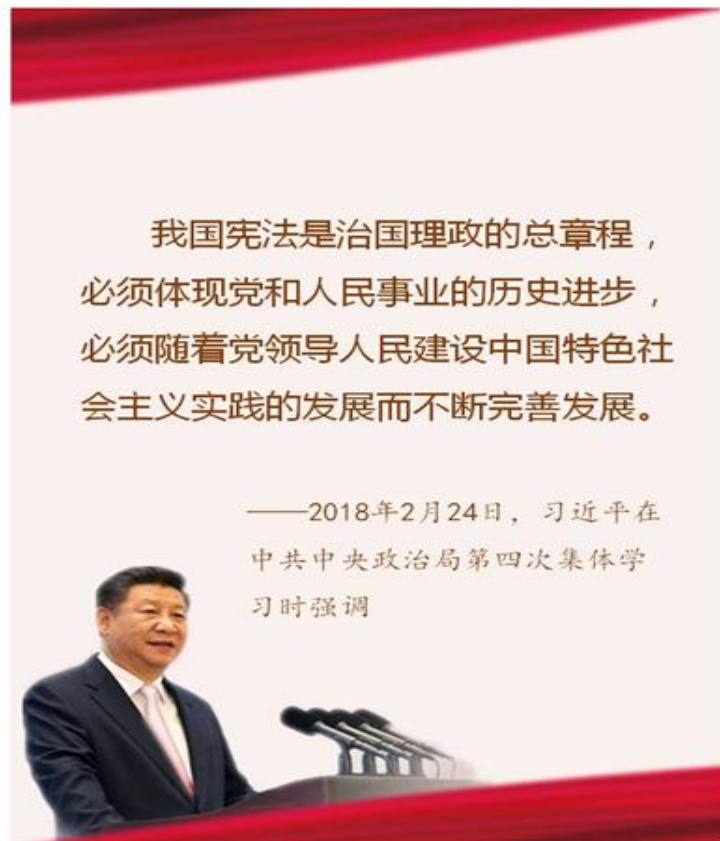 我国宪法是治国理政的总章程，
必须体现党和人民事业的历史进步，
必须随着党领导人民建设中国特色社
会主义实践的发展而不断完善发展。
——2018年2月24日，习近平在
中共中央政治局第四次集体学
习时强调